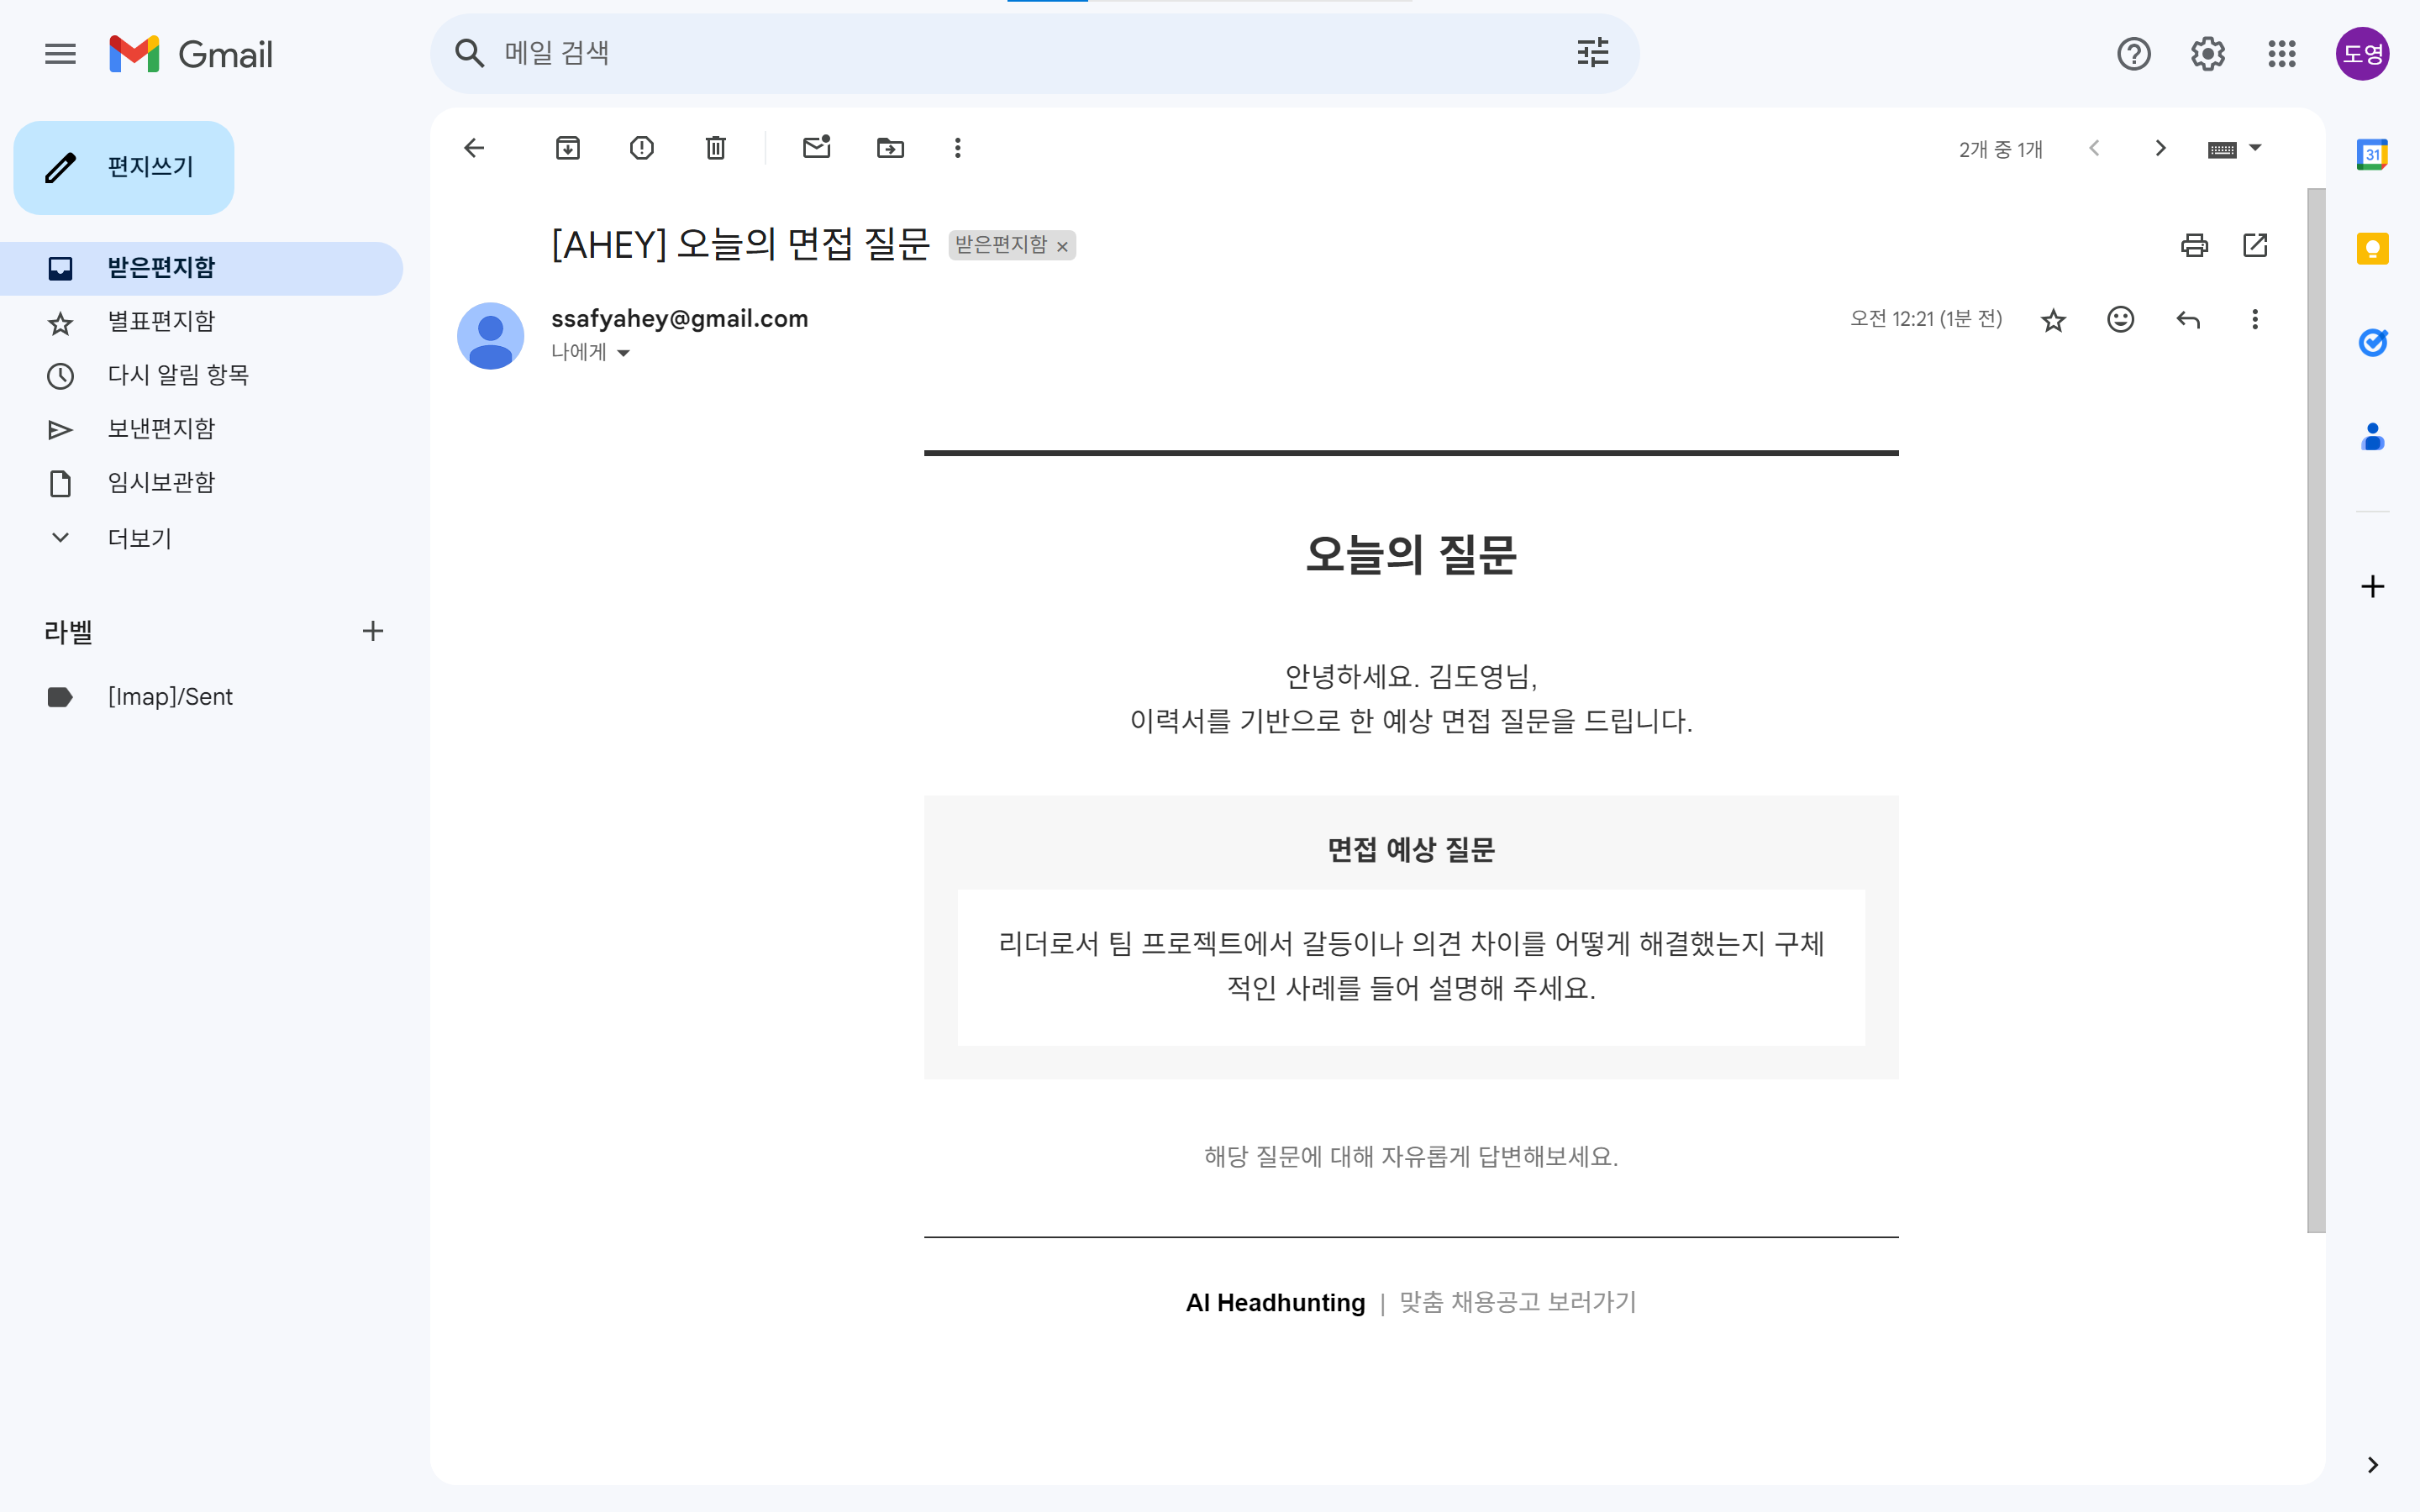 Gmail
메일 검색
도영
편지쓰기
받은편지함
별표편지함
다시 알림 항목
보낸편지함
임시보관함
더보기
라벨
[Imap]/Sent
2개 중 1개
31
[AHEY] 오늘의 면접 질문 받은편지함 ×
ssafyahey@gmail.com
오전 12:21 (1분 전)
나에게
오늘의 질문
안녕하세요. 김도영님,
이력서를 기반으로 한 예상 면접 질문을 드립니다.
면접 예상 질문
리더로서 팀 프로젝트에서 갈등이나 의견 차이를 어떻게 해결했는지 구체
적인 사례를 들어 설명해 주세요.
해당 질문에 대해 자유롭게 답변해보세요.
AI Headhunting | 맞춤 채용공고 보러가기